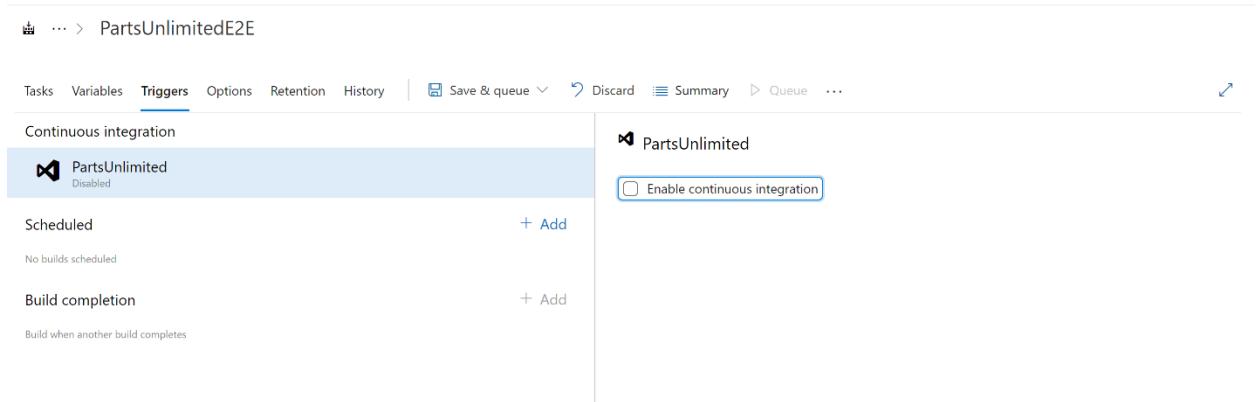 ... > PartsUnlimitedE2E
Tasks Variables Triggers Options Retention History Save & queue Discard Summary Queue ...
Continuous integration
PartsUnlimited
Disabled
Scheduled + Add
No builds scheduled
Build completion + Add
Build when another build completes
PartsUnlimited
Enable continuous integration